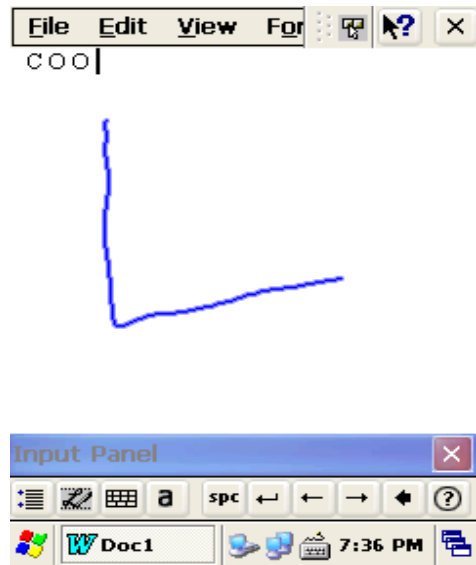 File Edit View For
coo
L
Input Panel
a spc
Doc1 7:36 PM